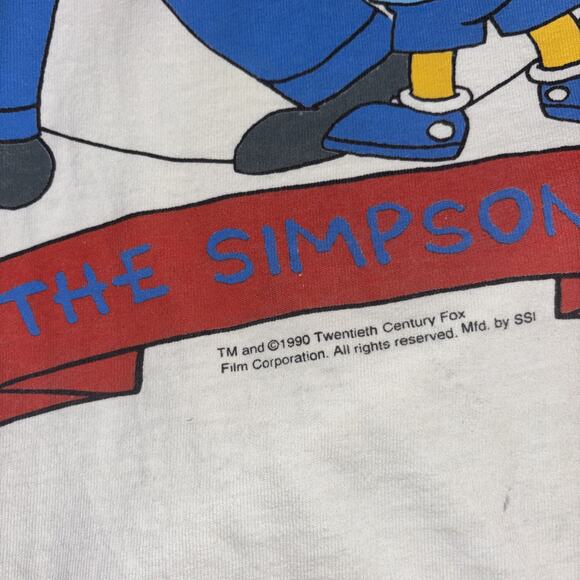 THE SIMPSON
TM and ©1990 Twentieth Century Fox
Film Corporation. All rights reserved. Mfd. by SSI